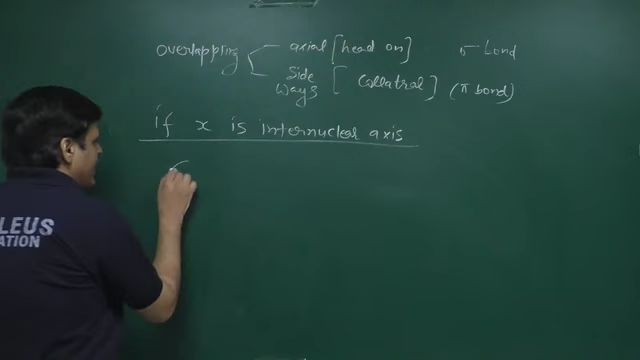 overlapping axial [head on] σ bond
side ways [collatral] (π bond)
if x is internuclear axis
LEUS
ATION